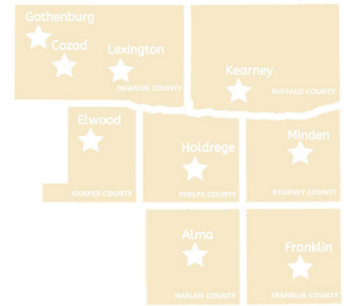 Gothenburg
Cozad
Lexington
DAWSON COUNTY
Kearney
BUFFALO COUNTY
Elwood
GOSPER COUNTY
Holdrege
PHELPS COUNTY
Minden
KEARNEY COUNTY
Alma
HARLAN COUNTY
Franklin
FRANKLIN COUNTY